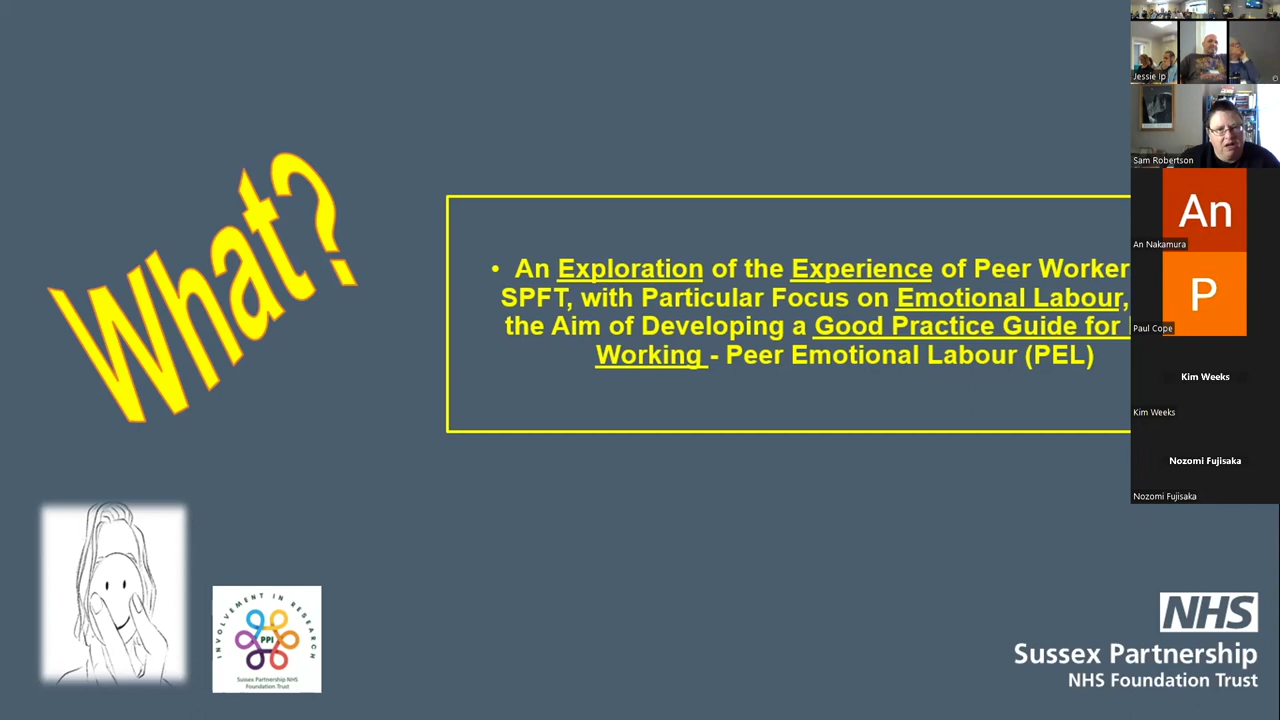 What?
• An Exploration of the Experience of Peer Worker
SPFT, with Particular Focus on Emotional Labour,
the Aim of Developing a Good Practice Guide for
Working - Peer Emotional Labour (PEL)
INVOLVEMENT IN RESEARCH
PPI
Sussex Partnership NHS
Foundation Trust
NHS
Sussex Partnership
NHS Foundation Trust
Jessie Ip
Sam Robertson
An
An Nakamura
P
Paul Cope
Kim Weeks
Kim Weeks
Nozomi Fujisaka
Nozomi Fujisaka